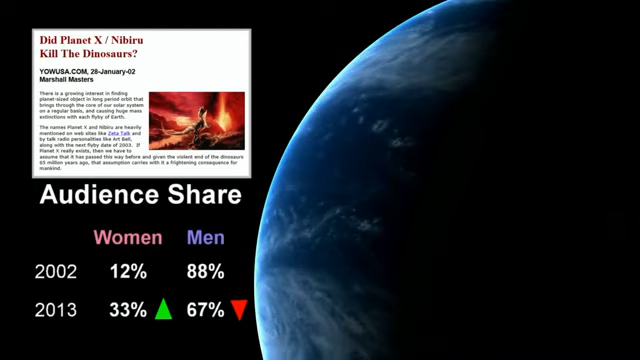 Did Planet X / Nibiru
Kill The Dinosaurs?
YOWUSA.COM, 28-January-02
Marshall Masters
There is a growing interest in finding
planet-sized object in long period orbit that
brings through the core of our solar system
on a regular basis, and causing huge mass
extinctions with each flyby of Earth.
The names Planet X and Nibiru are heavily
mentioned on web sites like Zeta Talk and
by talk radio personalities like Art Bell,
along with the next flyby date of 2003. If
Planet X really exists, then we have to
assume that it has passed this way before and given the violent end of the dinosaurs
65 million years ago, that assumption carries with it a frightening consequence for
mankind.
Audience Share
Women Men
2002 12% 88%
2013 33% 67%